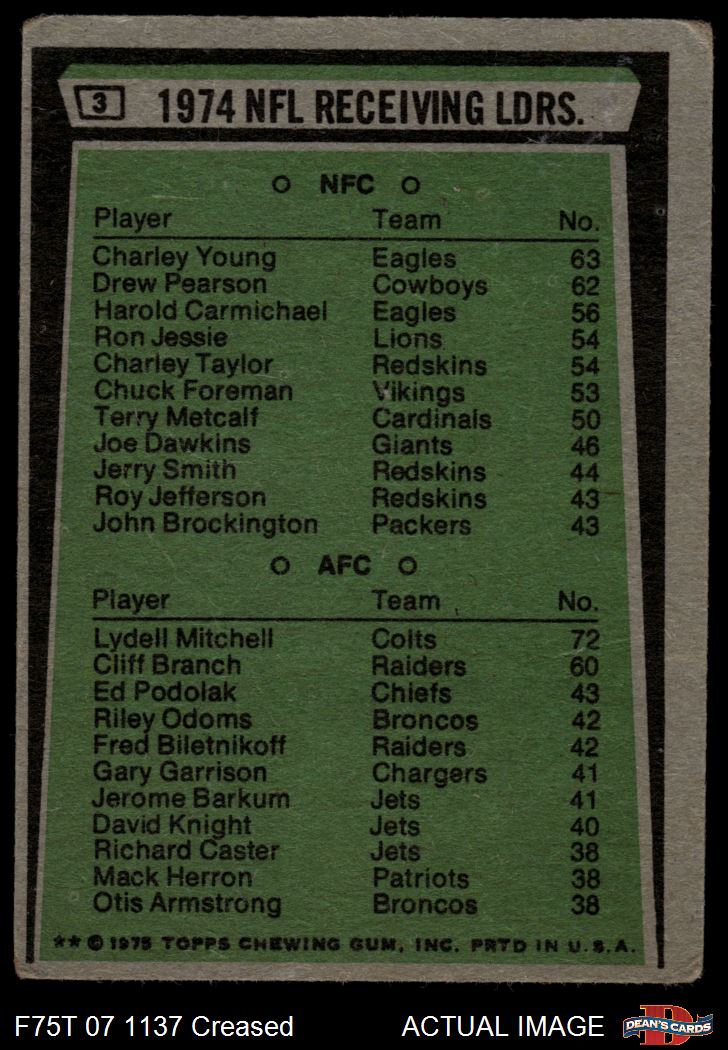 3 1974 NFL RECEIVING LDRS.
NFC
Player Team No.
Charley Young Eagles 63
Drew Pearson Cowboys 62
Harold Carmichael Eagles 56
Ron Jessie Lions 54
Charley Taylor Redskins 54
Chuck Foreman Vikings 53
Terry Metcalf Cardinals 50
Joe Dawkins Giants 46
Jerry Smith Redskins 44
Roy Jefferson Redskins 43
John Brockington Packers 43
AFC
Player Team No.
Lydell Mitchell Colts 72
Cliff Branch Raiders 60
Ed Podolak Chiefs 43
Riley Odoms Broncos 42
Fred Biletnikoff Raiders 42
Gary Garrison Chargers 41
Jerome Barkum Jets 41
David Knight Jets 40
Richard Caster Jets 38
Mack Herron Patriots 38
Otis Armstrong Broncos 38
**© 1975 TOPPS CHEWING GUM, INC. PRTD IN U.S.A.
F75T 07 1137 Creased ACTUAL IMAGE DEAN'S CARDS